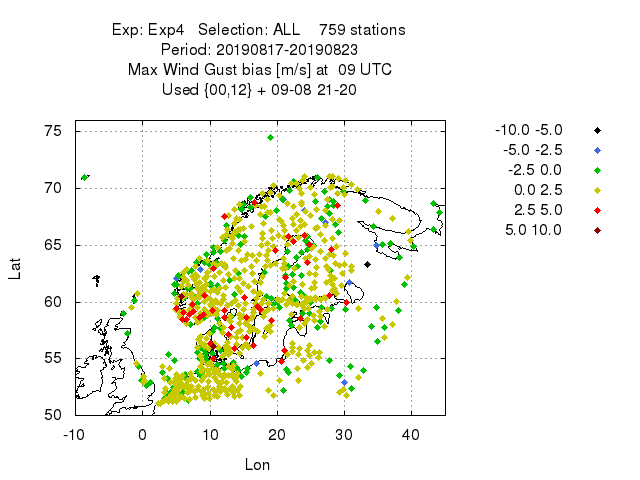 Exp: Exp4 Selection: ALL 759 stations
Period: 20190817-20190823
Max Wind Gust bias [m/s] at 09 UTC
Used {00,12} + 09-08 21-20
-10.0 -5.0
-5.0 -2.5
-2.5 0.0
0.0 2.5
2.5 5.0
5.0 10.0
Lat
75
70
65
60
55
50
-10 0 10 20 30 40
Lon